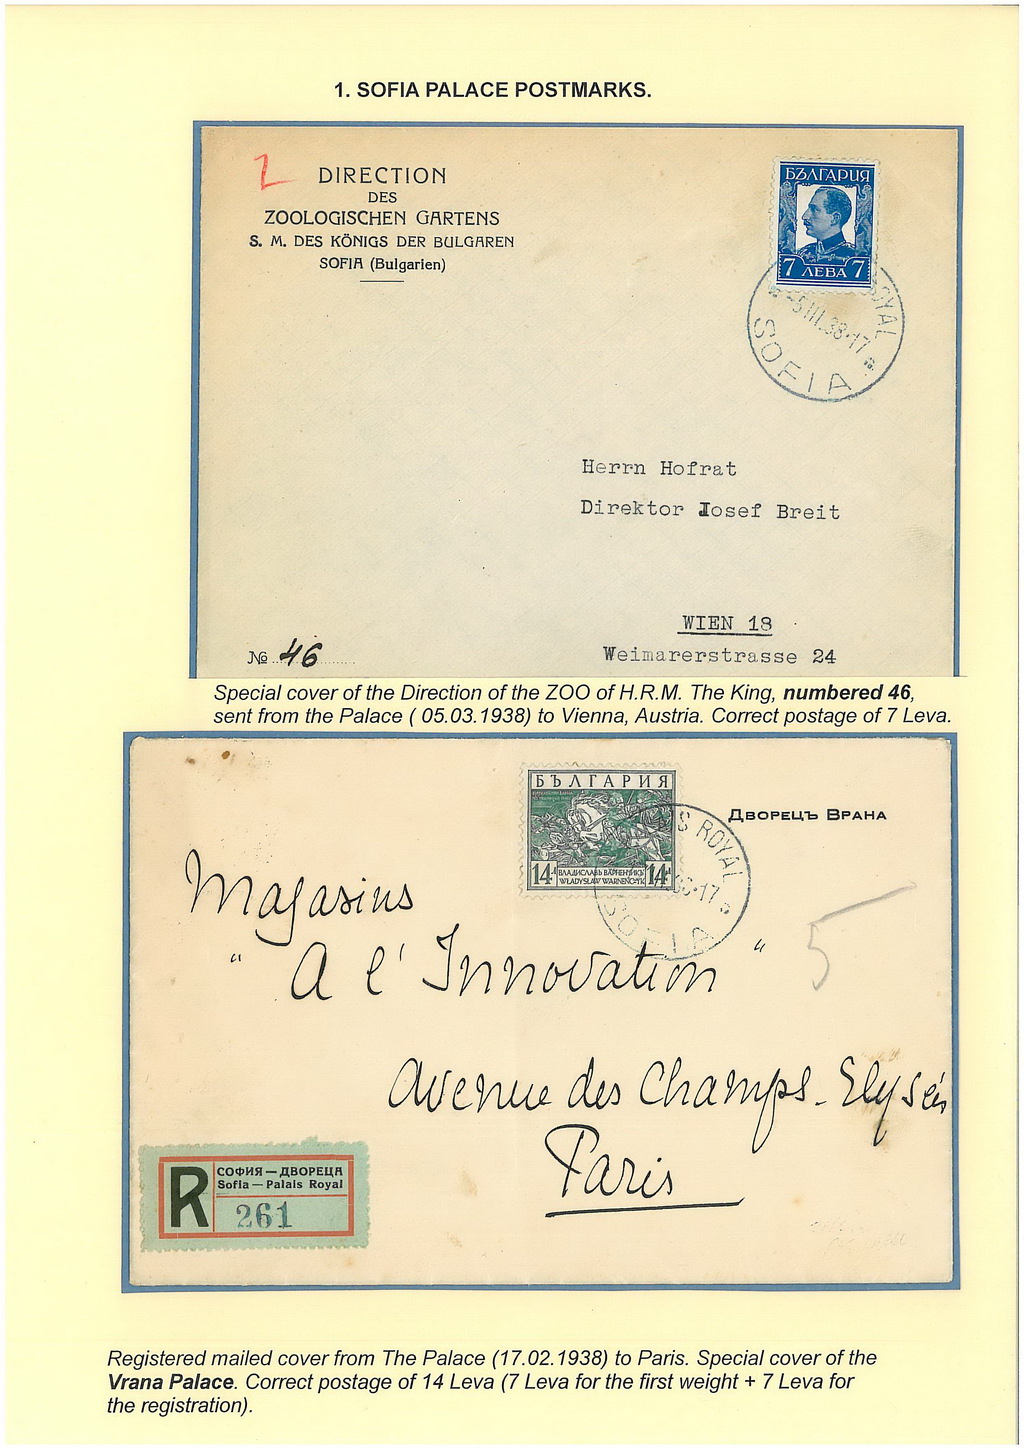 1. SOFIA PALACE POSTMARKS.
2
DIRECTION
DES
ZOOLOGISCHEN GARTENS
S. M. DES KÖNIGS DER BULGAREN
SOFIA (Bulgarien)
БЪЛГАРИЯ
7 ЛЕВА 7
ROYAL
-5III.38-17
SOFIA
Herrn Hofrat
Direktor Josef Breit
WIEN 18
Weimarerstrasse 24
№ 46
Special cover of the Direction of the ZOO of H.R.M. The King, numbered 46,
sent from the Palace ( 05.03.1938) to Vienna, Austria. Correct postage of 7 Leva.
БЪЛГАРИЯ
14 ВЛАДИСЛАВЪ ВАРНЕНЧИКЪ 14
WLADYSLAW WARNEŃCZYK
ROYAL
SOFIA
ДВОРЕЦЪ ВРАНА
Magasins
"A l'Innovation"
5
Avenue des Champs-Elysées
Paris
R
СОФИЯ — ДВОРЕЦА
Sofia — Palais Royal
261
Registered mailed cover from The Palace (17.02.1938) to Paris. Special cover of the
Vrana Palace. Correct postage of 14 Leva (7 Leva for the first weight + 7 Leva for
the registration).